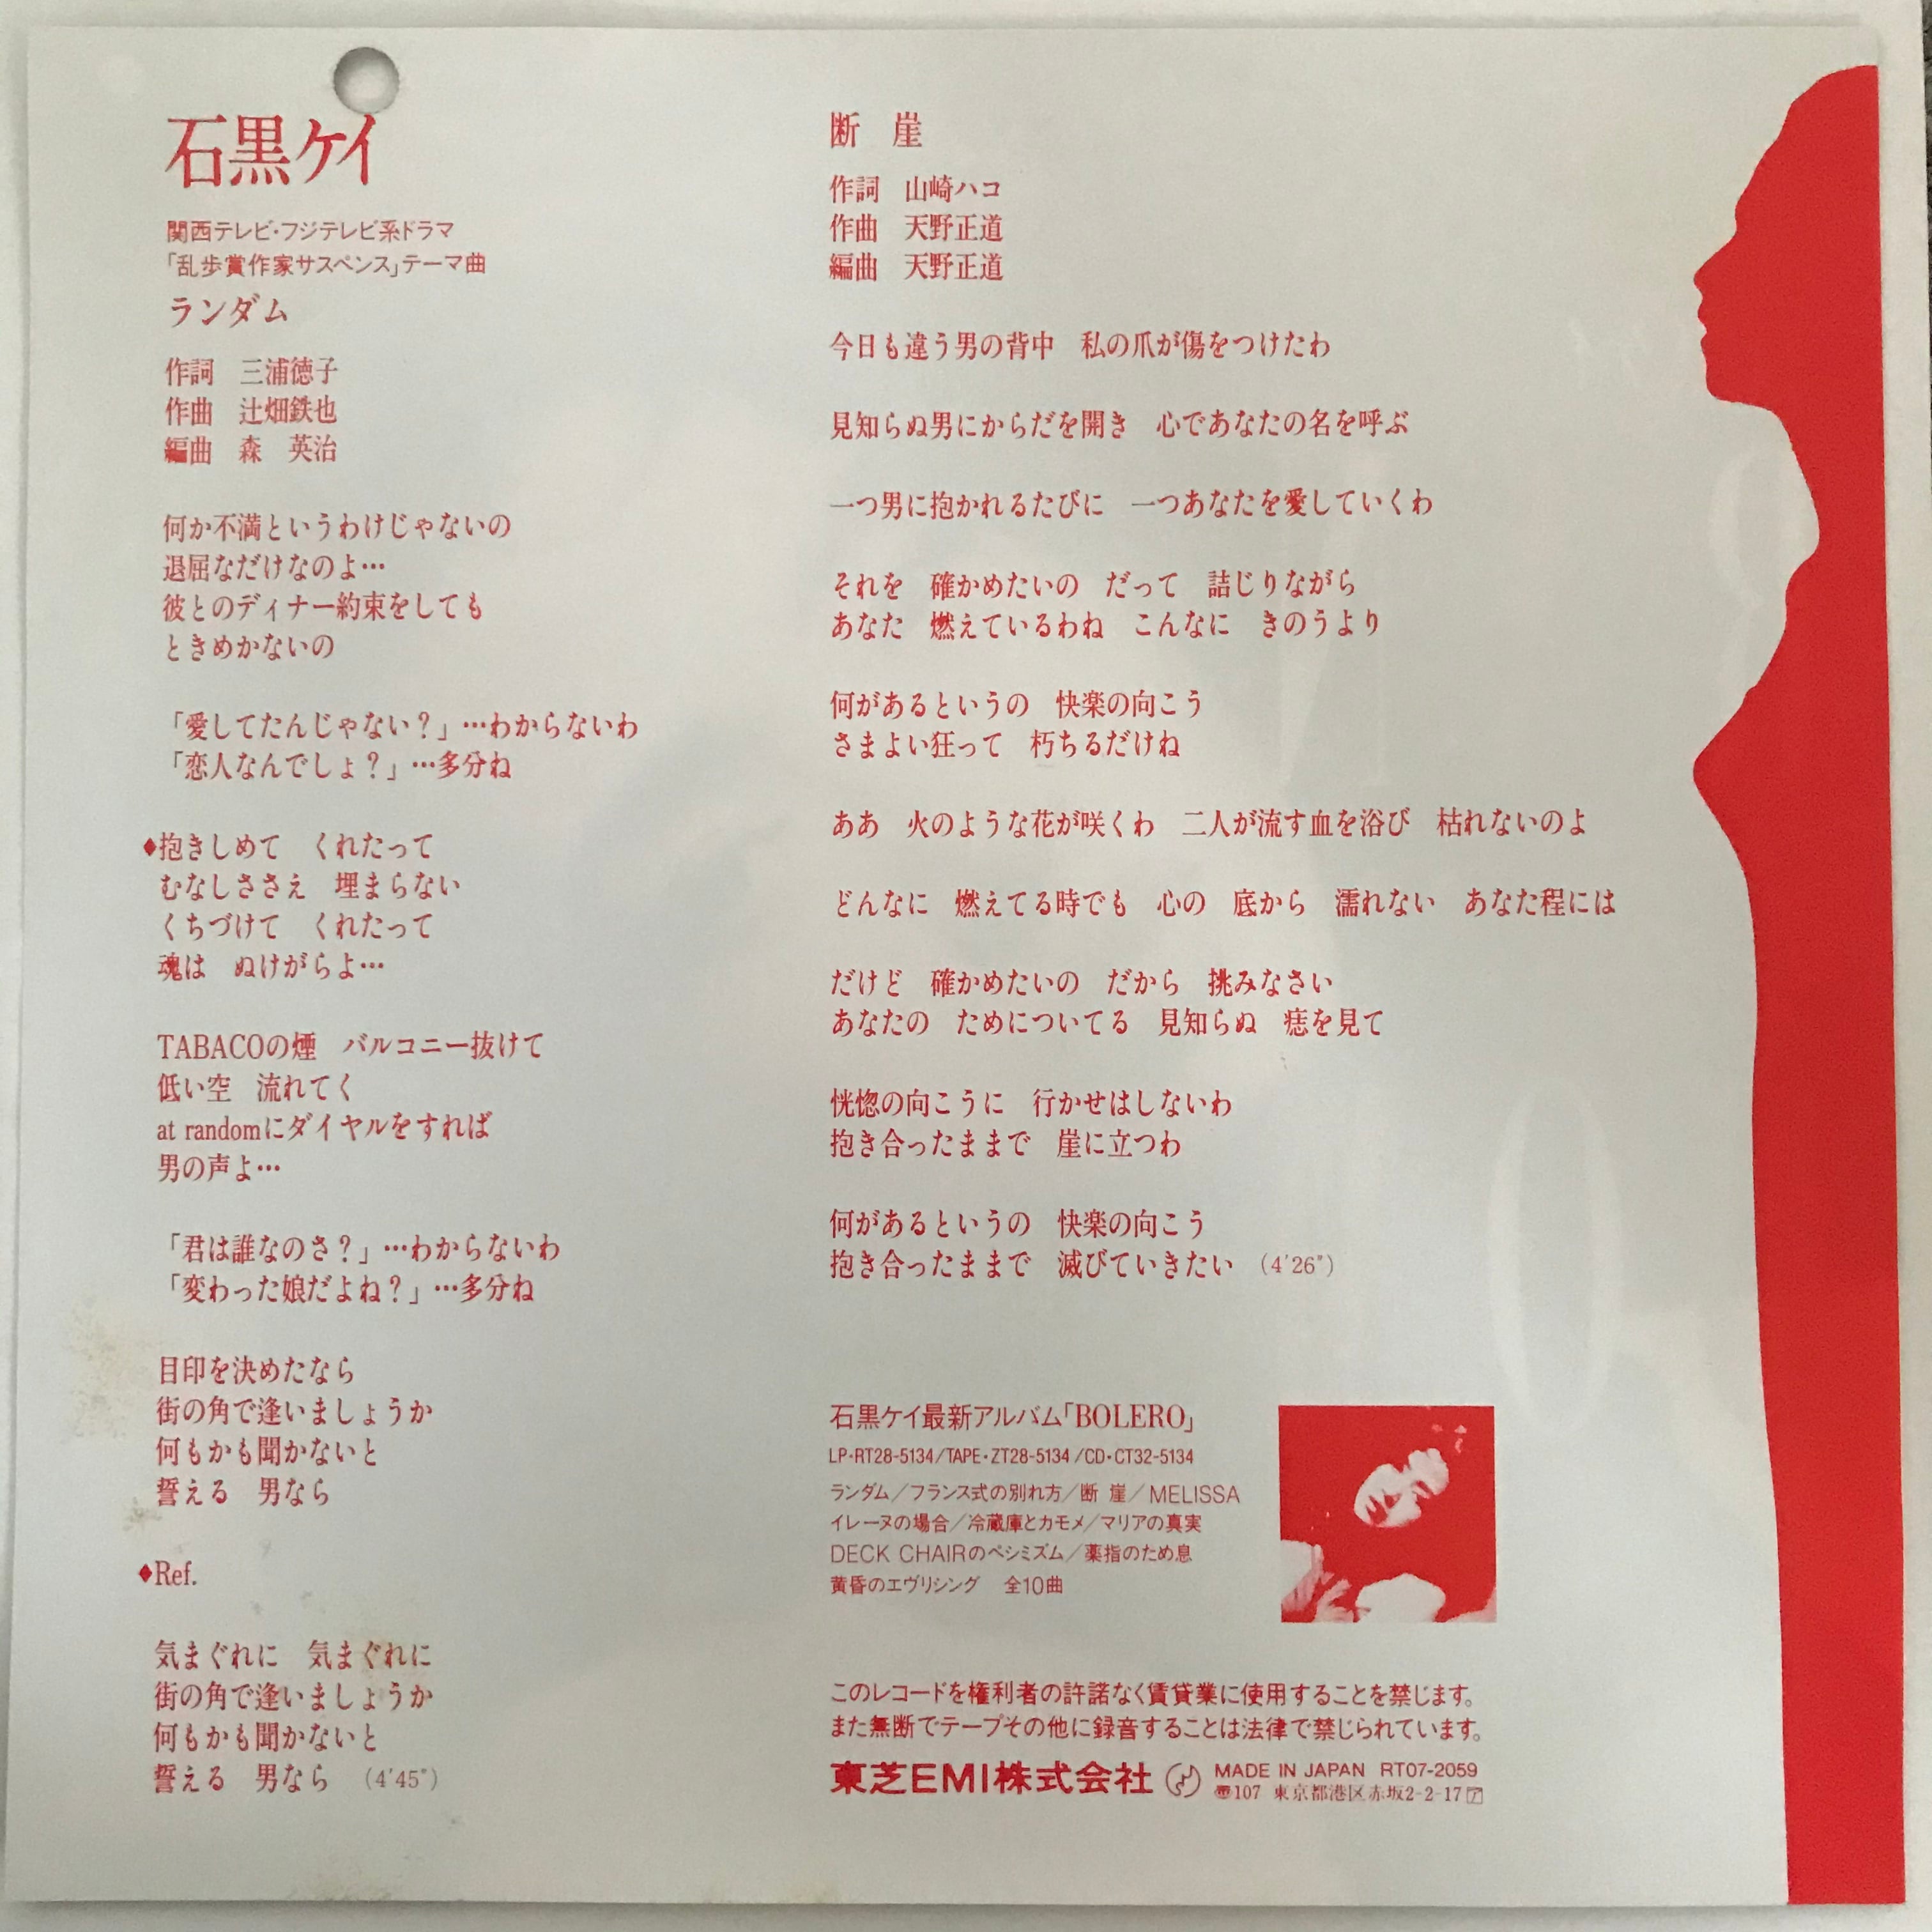 石黒ケイ
関西テレビ・フジテレビ系ドラマ
「乱歩賞作家サスペンス」テーマ曲
ランダム
作詞　三浦徳子
作曲　辻畑鉄也
編曲　森　英治
何か不満というわけじゃないの
退屈なだけなのよ…
彼とのディナー約束をしても
ときめかないの
「愛してたんじゃない？」…わからないわ
「恋人なんでしょ？」…多分ね
♦抱きしめて　くれたって
むなしささえ　埋まらない
くちづけて　くれたって
魂は　ぬけがらよ…
TABACOの煙　バルコニー抜けて
低い空　流れてく
at randomにダイヤルをすれば
男の声よ…
「君は誰なのさ？」…わからないわ
「変わった娘だよね？」…多分ね
目印を決めたなら
街の角で逢いましょうか
何もかも聞かないと
誓える　男なら
♦Ref.
気まぐれに　気まぐれに
街の角で逢いましょうか
何もかも聞かないと
誓える　男なら　（4'45"）
断　崖
作詞　山崎ハコ
作曲　天野正道
編曲　天野正道
今日も違う男の背中　私の爪が傷をつけたわ
見知らぬ男にからだを開き　心であなたの名を呼ぶ
一つ男に抱かれるたびに　一つあなたを愛していくわ
それを　確かめたいの　だって　詰じりながら
あなた　燃えているわね　こんなに　きのうより
何があるというの　快楽の向こう
さまよい狂って　朽ちるだけね
ああ　火のような花が咲くわ　二人が流す血を浴び　枯れないのよ
どんなに　燃えてる時でも　心の　底から　濡れない　あなた程には
だけど　確かめたいの　だから　挑みなさい
あなたの　ためについてる　見知らぬ　痣を見て
恍惚の向こうに　行かせはしないわ
抱き合ったままで　崖に立つわ
何があるというの　快楽の向こう
抱き合ったままで　滅びていきたい　（4'26"）
石黒ケイ最新アルバム「BOLERO」
LP・RT28-5134/TAPE・ZT28-5134/CD・CT32-5134
ランダム／フランス式の別れ方／断 崖／MELISSA
イレーヌの場合／冷蔵庫とカモメ／マリアの真実
DECK CHAIRのペシミズム／薬指のため息
黄昏のエヴリシング　全10曲
このレコードを権利者の許諾なく賃貸業に使用することを禁じます。
また無断でテープその他に録音することは法律で禁じられています。
東芝EMI株式会社 MADE IN JAPAN RT07-2059
〠107 東京都港区赤坂2-2-17 ア